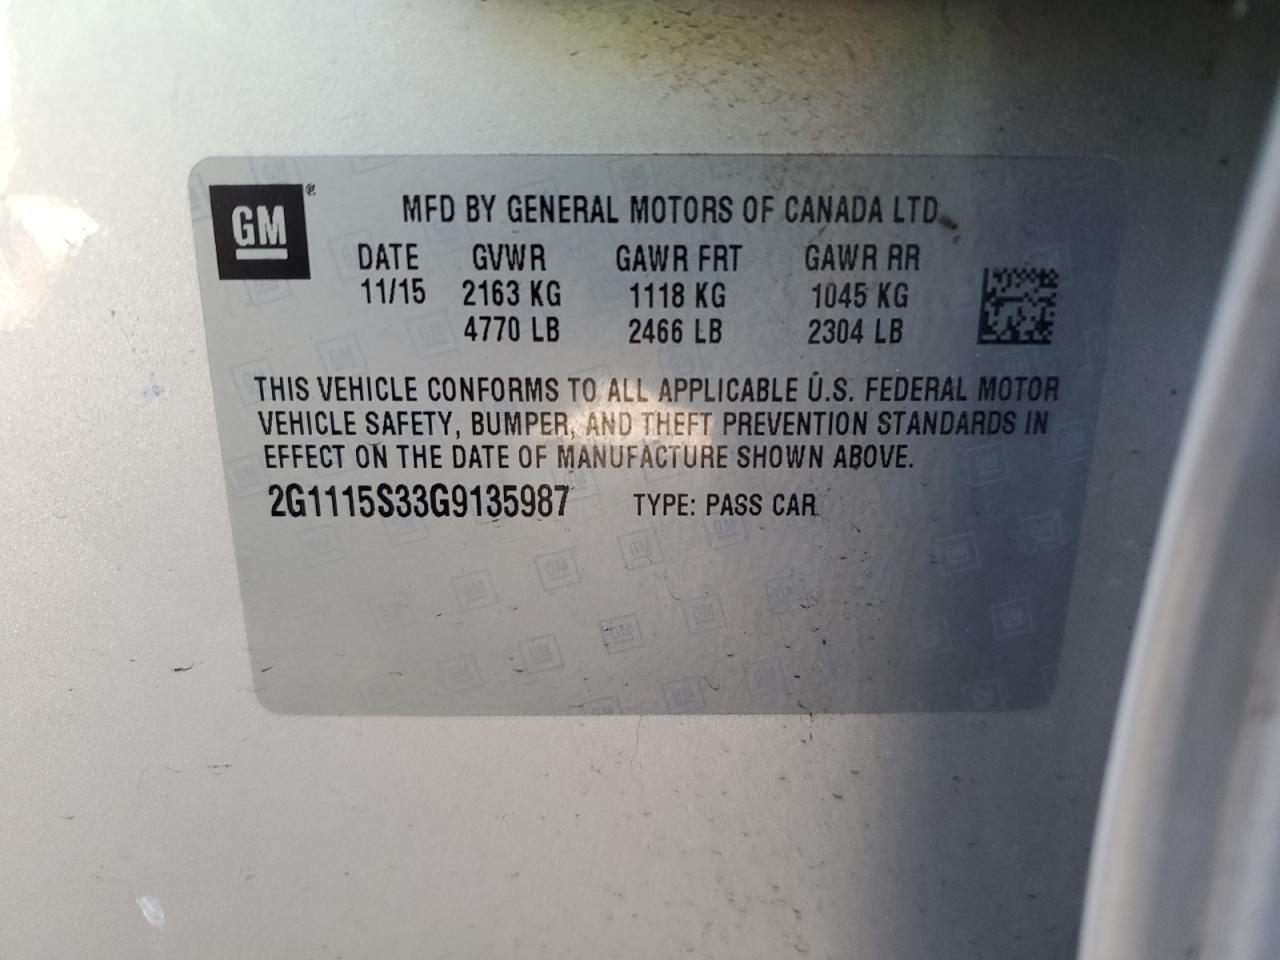 GM ®
MFD BY GENERAL MOTORS OF CANADA LTD.
DATE GVWR GAWR FRT GAWR RR
11/15 2163 KG 1118 KG 1045 KG
4770 LB 2466 LB 2304 LB
THIS VEHICLE CONFORMS TO ALL APPLICABLE U.S. FEDERAL MOTOR
VEHICLE SAFETY, BUMPER, AND THEFT PREVENTION STANDARDS IN
EFFECT ON THE DATE OF MANUFACTURE SHOWN ABOVE.
2G1115S33G9135987 TYPE: PASS CAR